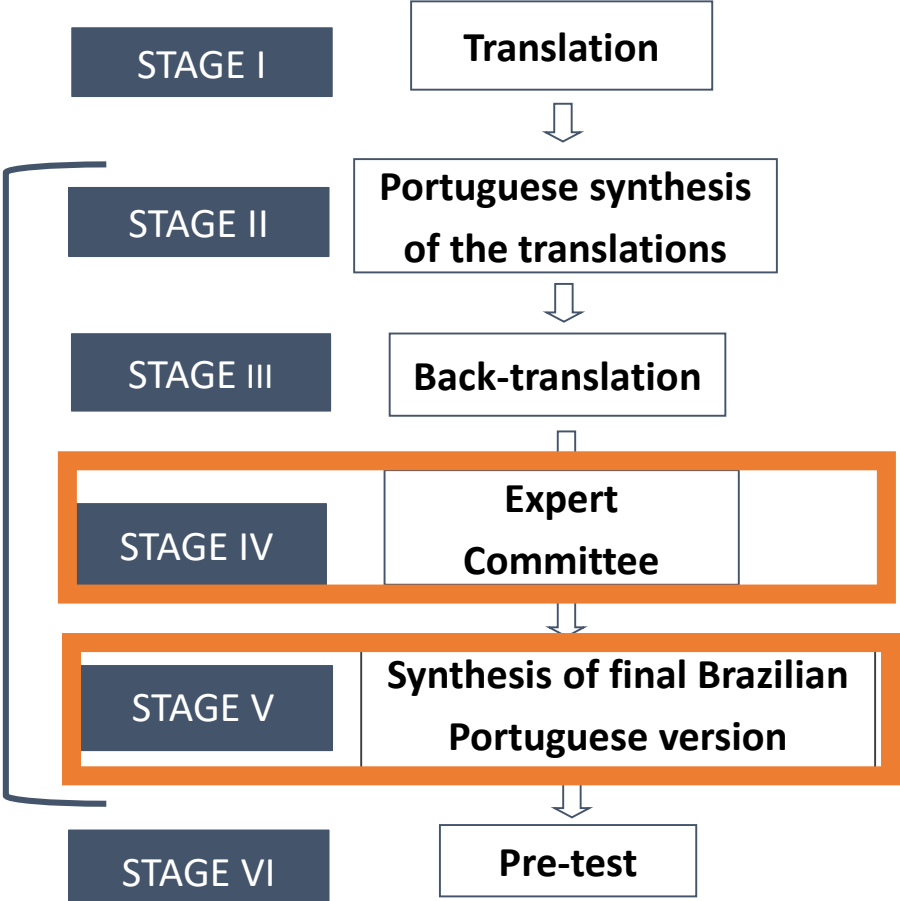 STAGE I
Translation
STAGE II
Portuguese synthesis
of the translations
STAGE III
Back-translation
STAGE IV
Expert
Committee
STAGE V
Synthesis of final Brazilian
Portuguese version
STAGE VI
Pre-test